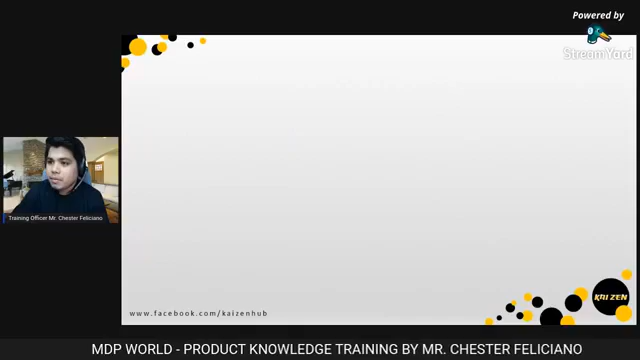 Powered by
StreamYard
Training Officer Mr. Chester Feliciano
www.facebook.com/kaizenhub
KAIZEN
MDP WORLD - PRODUCT KNOWLEDGE TRAINING BY MR. CHESTER FELICIANO